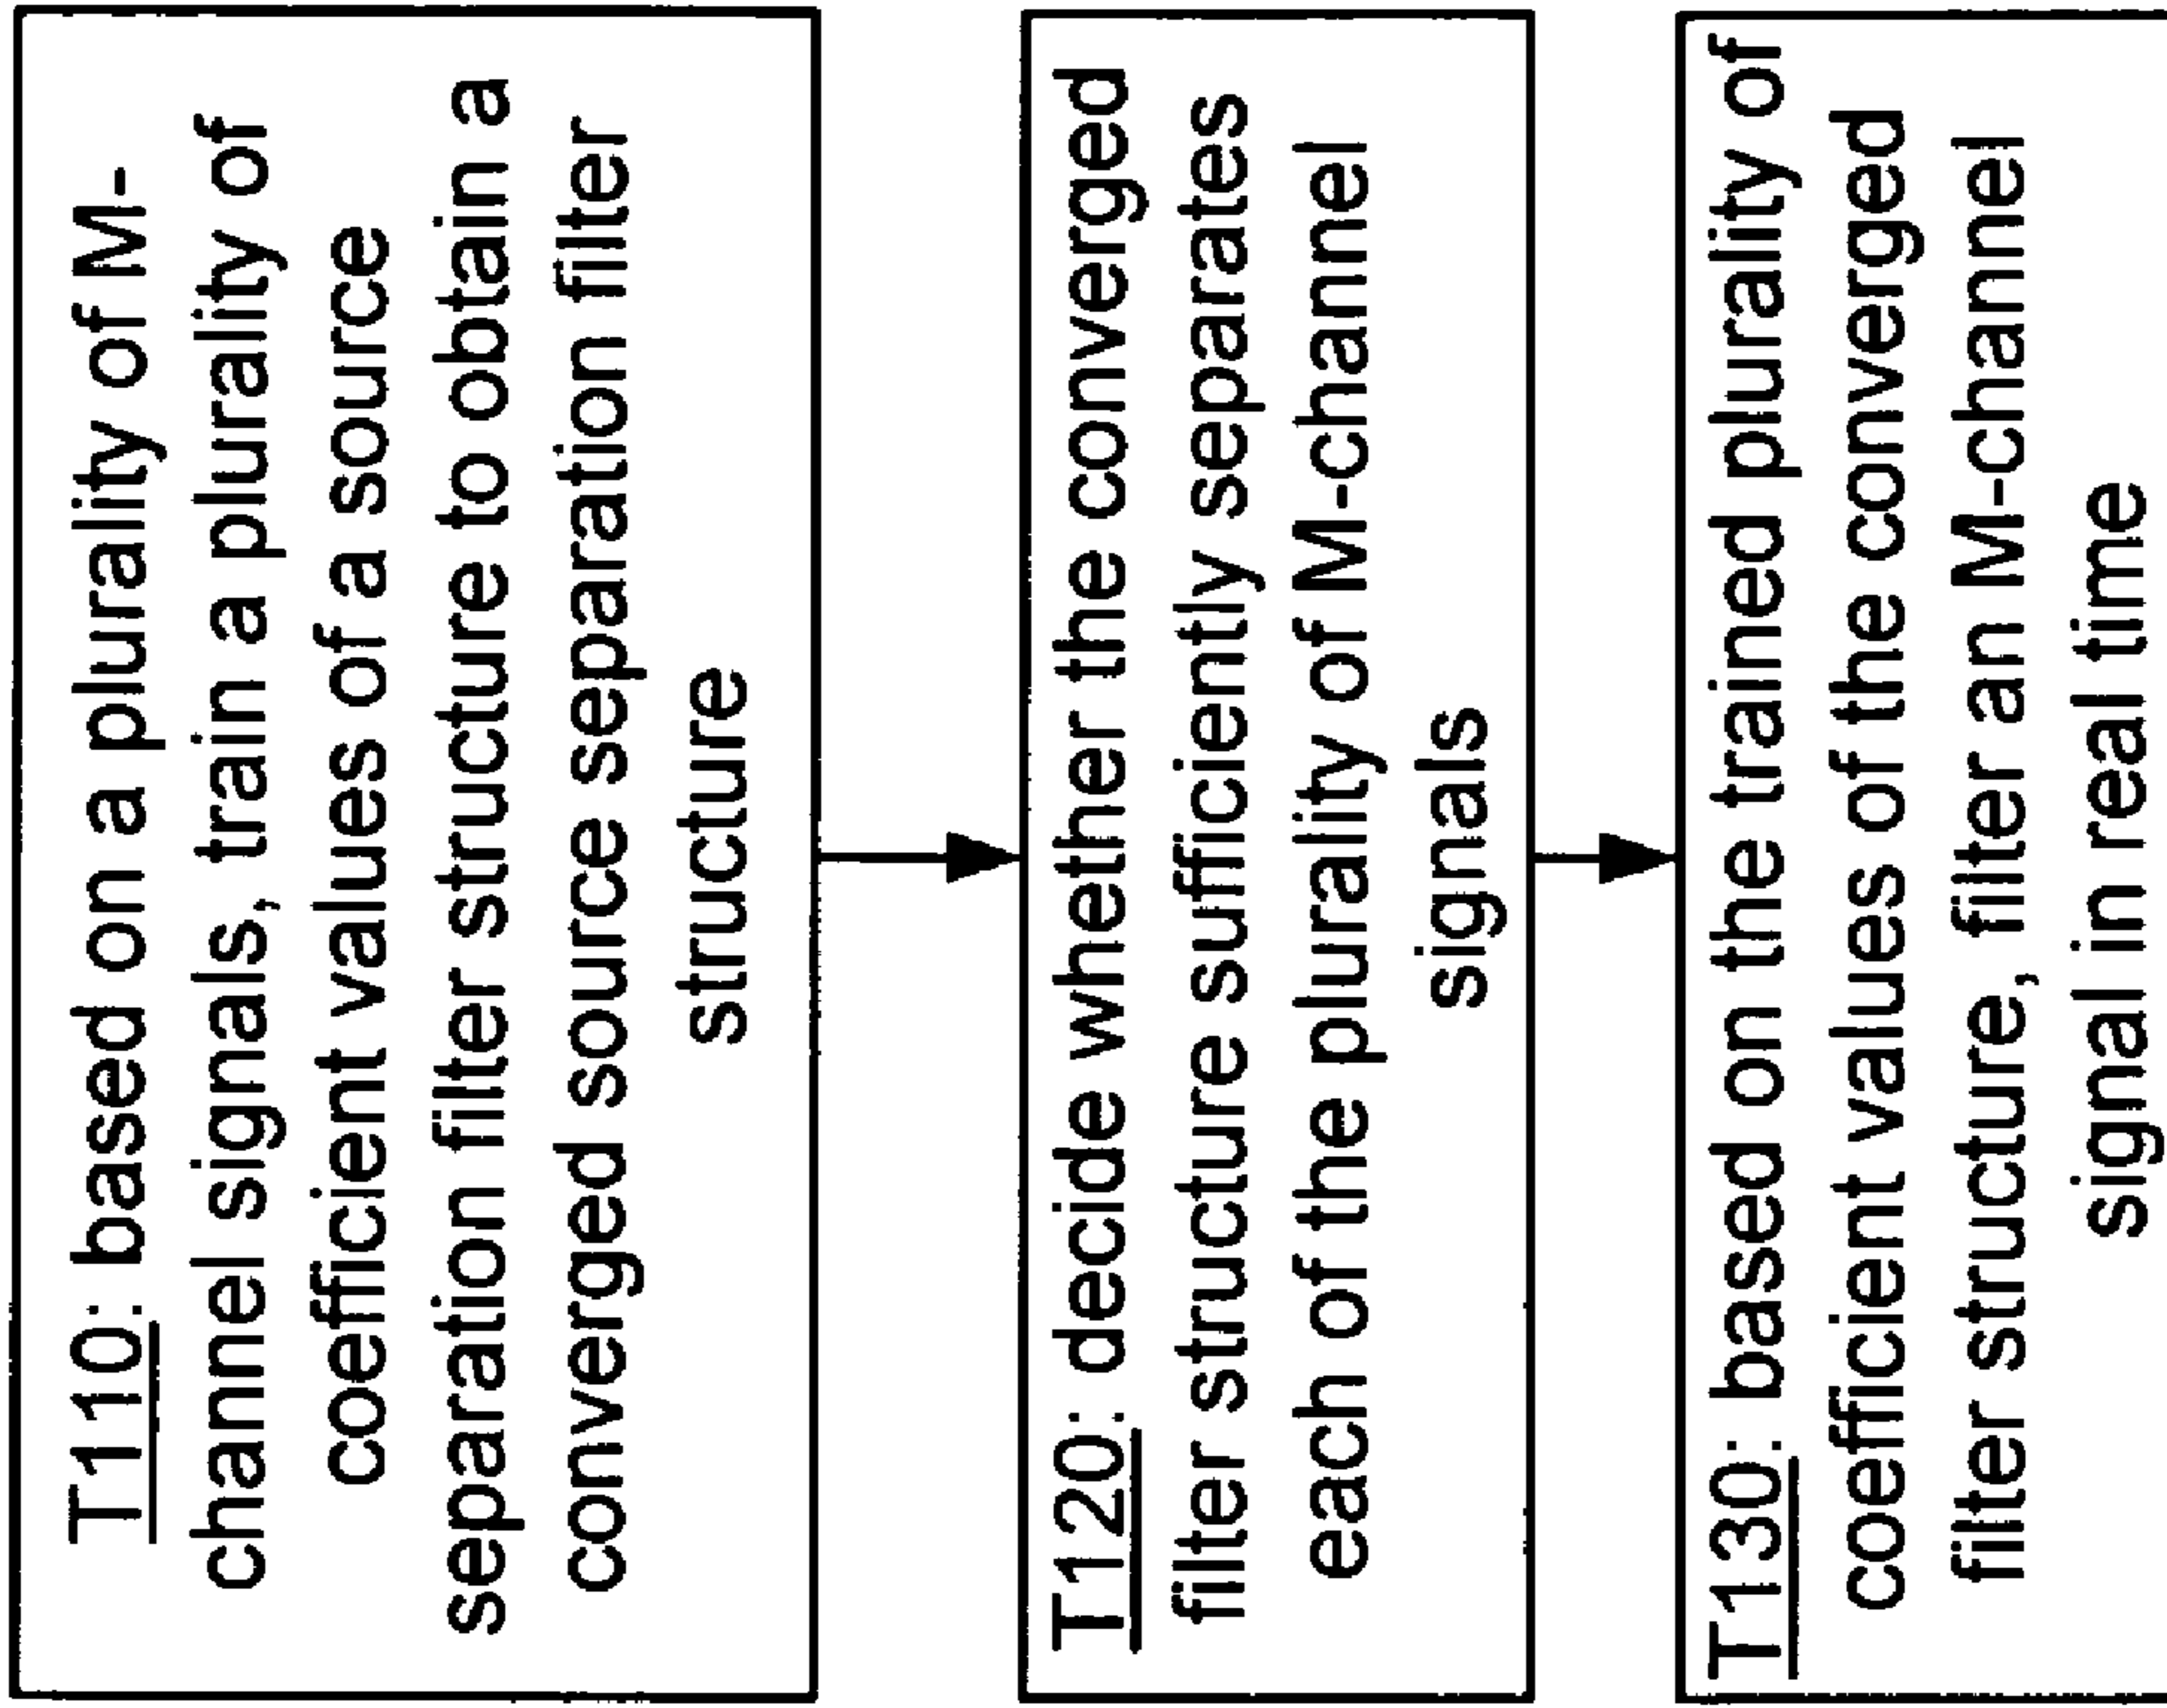 T110: based on a plurality of M-
channel signals, train a plurality of
coefficient values of a source
separation filter structure to obtain a
converged source separation filter
structure
T120: decide whether the converged
filter structure sufficiently separates
each of the plurality of M-channel
signals
T130: based on the trained plurality of
coefficient values of the converged
filter structure, filter an M-channel
signal in real time